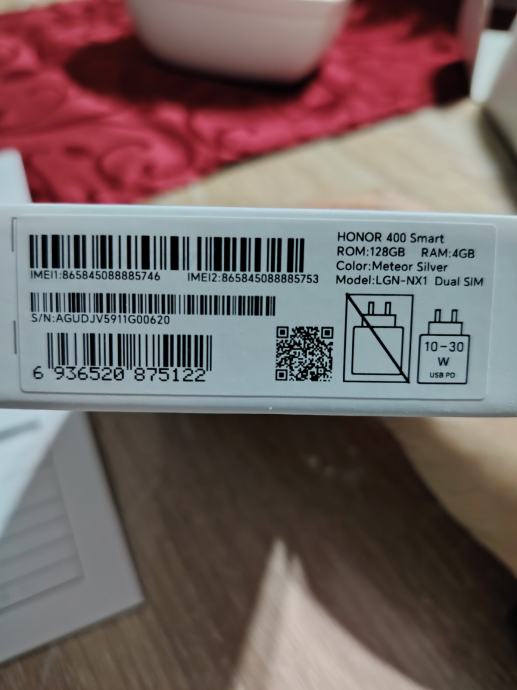 HONOR 400 Smart
ROM:128GB RAM:4GB
Color:Meteor Silver
Model:LGN-NX1 Dual SIM
IMEI1:865845088885746 IMEI2:865845088885753
S/N:AGUDJV5911G00620
6 936520 875122
10-30
W
USB PD